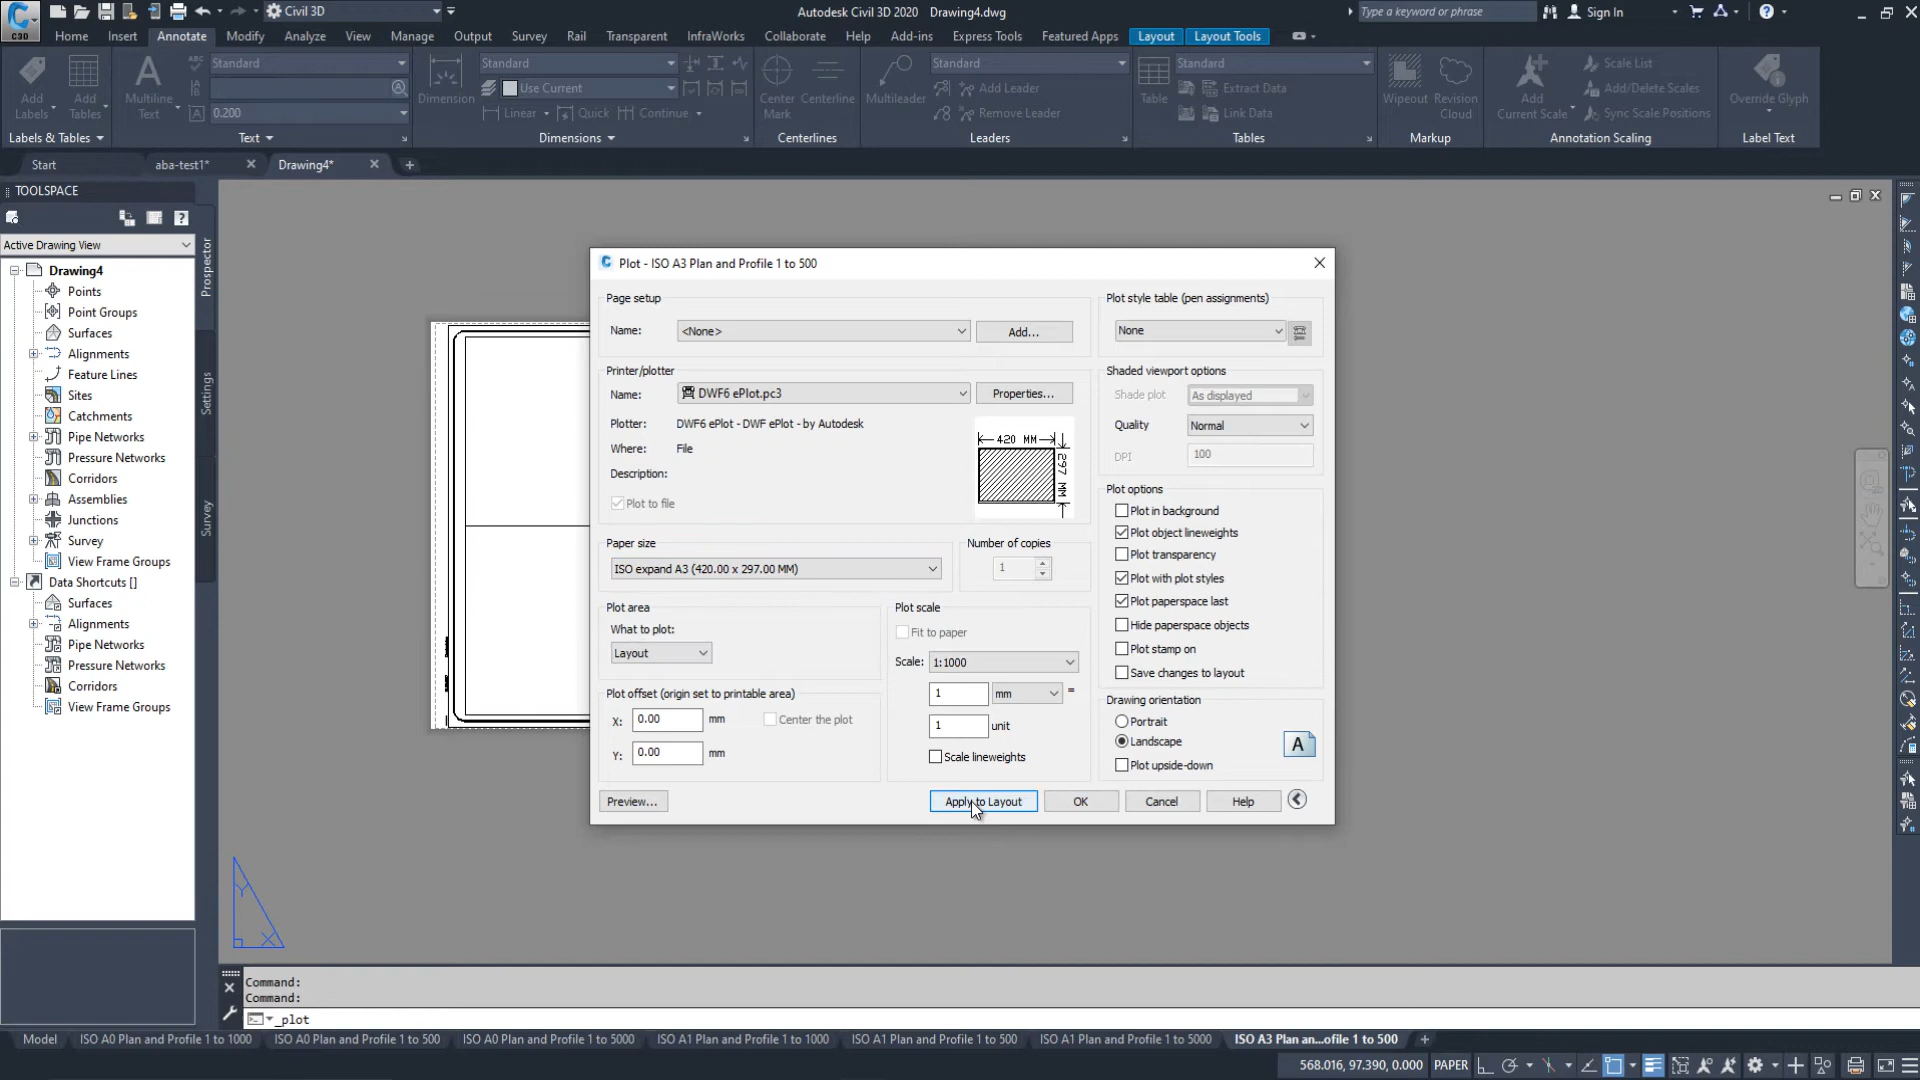 Civil 3D
Autodesk Civil 3D 2020 Drawing4.dwg
Type a keyword or phrase
Sign In
C3D
Home Insert Annotate Modify Analyze View Manage Output Survey Rail Transparent InfraWorks Collaborate Help Add-ins Express Tools Featured Apps Layout Layout Tools
Add Labels
Add Tables
Labels & Tables
Multiline Text
Standard
0.200
Text
Dimension
Standard
Use Current
Linear Quick Continue
Dimensions
Center Mark
Centerline
Centerlines
Multileader
Standard
Add Leader
Remove Leader
Leaders
Table
Standard
Extract Data
Link Data
Tables
Wipeout
Revision Cloud
Markup
Add Current Scale
Scale List
Add/Delete Scales
Sync Scale Positions
Annotation Scaling
Override Glyph
Label Text
Start
aba-test1*
Drawing4*
TOOLSPACE
Active Drawing View
Drawing4
Points
Point Groups
Surfaces
Alignments
Feature Lines
Sites
Catchments
Pipe Networks
Pressure Networks
Corridors
Assemblies
Junctions
Survey
View Frame Groups
Data Shortcuts []
Surfaces
Alignments
Pipe Networks
Pressure Networks
Corridors
View Frame Groups
Prospector
Settings
Survey
Plot - ISO A3 Plan and Profile 1 to 500
Page setup
Name: <None> Add...
Printer/plotter
Name: DWF6 ePlot.pc3 Properties...
Plotter: DWF6 ePlot - DWF ePlot - by Autodesk
Where: File
Description:
Plot to file
420 MM
297 MM
Paper size
ISO expand A3 (420.00 x 297.00 MM)
Number of copies
1
Plot area
What to plot:
Layout
Plot offset (origin set to printable area)
X: 0.00 mm
Center the plot
Y: 0.00 mm
Plot scale
Fit to paper
Scale: 1:1000
1 mm =
1 unit
Scale lineweights
Plot style table (pen assignments)
None
Shaded viewport options
Shade plot As displayed
Quality Normal
DPI 100
Plot options
Plot in background
Plot object lineweights
Plot transparency
Plot with plot styles
Plot paperspace last
Hide paperspace objects
Plot stamp on
Save changes to layout
Drawing orientation
Portrait
Landscape
Plot upside-down
A
Preview... Apply to Layout OK Cancel Help
Y
X
Command:
Command:
_plot
Model ISO A0 Plan and Profile 1 to 1000 ISO A0 Plan and Profile 1 to 500 ISO A0 Plan and Profile 1 to 5000 ISO A1 Plan and Profile 1 to 1000 ISO A1 Plan and Profile 1 to 500 ISO A1 Plan and Profile 1 to 5000 ISO A3 Plan an...ofile 1 to 500
568.016, 97.390, 0.000 PAPER